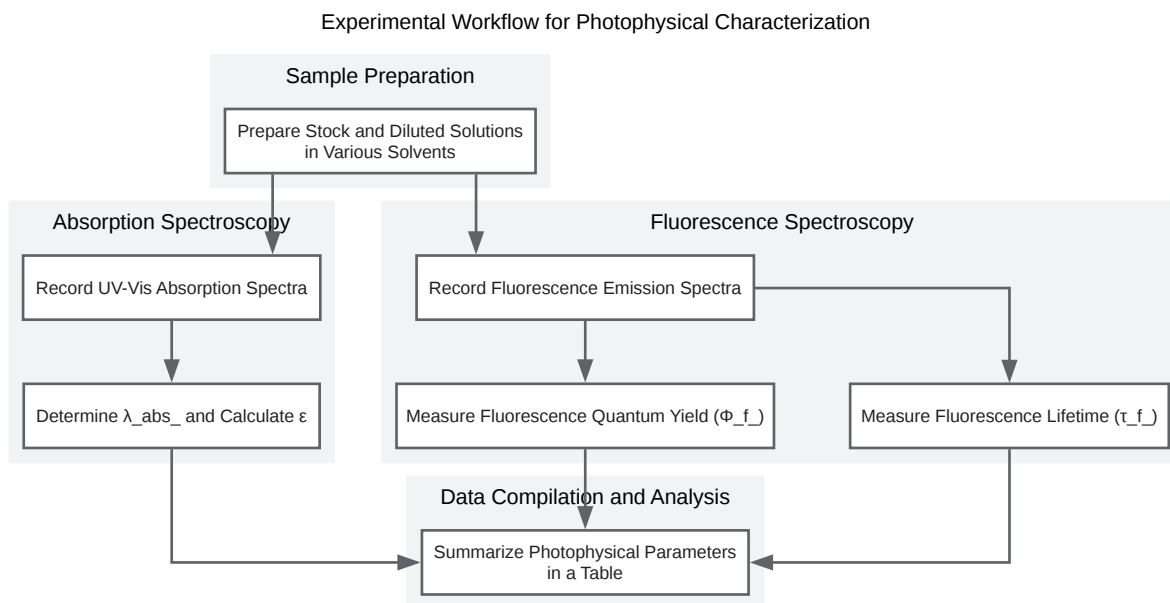 Experimental Workflow for Photophysical Characterization
Sample Preparation
Prepare Stock and Diluted Solutions
in Various Solvents
Absorption Spectroscopy
Fluorescence Spectroscopy
Record UV-Vis Absorption Spectra
Record Fluorescence Emission Spectra
Determine λ_abs_ and Calculate ε
Measure Fluorescence Quantum Yield (Φ_f_)
Measure Fluorescence Lifetime (τ_f_)
Data Compilation and Analysis
Summarize Photophysical Parameters
in a Table